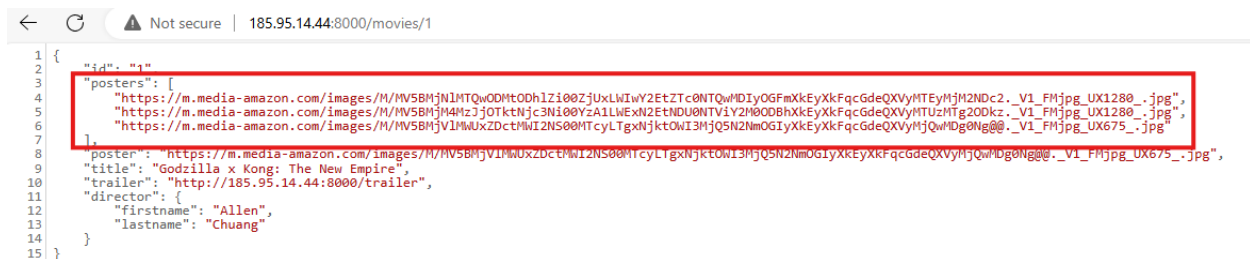 Not secure | 185.95.14.44:8000/movies/1
1 {
2 "id": "1"
3 "posters": [
4 "https://m.media-amazon.com/images/M/MV5BMjNlMTQwODMtODhlZi00ZjUxLWIwY2EtZTc0NTQwMDIyOGFmXkEyXkFqcGdeQXVyMTEyMjM2NDc2._V1_FMjpg_UX1280_.jpg",
5 "https://m.media-amazon.com/images/M/MV5BMjM4MzJjOTktNjc3Ni00YzA1LWExN2EtNDU0NTViY2M0ODBhXkEyXkFqcGdeQXVyMTUzMTg2ODkz._V1_FMjpg_UX1280_.jpg",
6 "https://m.media-amazon.com/images/M/MV5BMjVlMWUxZDctMWI2NS00MTcyLTgxNjktOWI3MjQ5N2NmOGIyXkEyXkFqcGdeQXVyMjQwMDg0Ng@@._V1_FMjpg_UX675_.jpg"
7 ],
8 "poster": "https://m.media-amazon.com/images/M/MV5BMjVlMWUxZDctMWI2NS00MTcyLTgxNjktOWI3MjQ5N2NmOGIyXkEyXkFqcGdeQXVyMjQwMDg0Ng@@._V1_FMjpg_UX675_.jpg",
9 "title": "Godzilla x Kong: The New Empire",
10 "trailer": "http://185.95.14.44:8000/trailer",
11 "director": {
12 "firstname": "Allen",
13 "lastname": "Chuang"
14 }
15 }